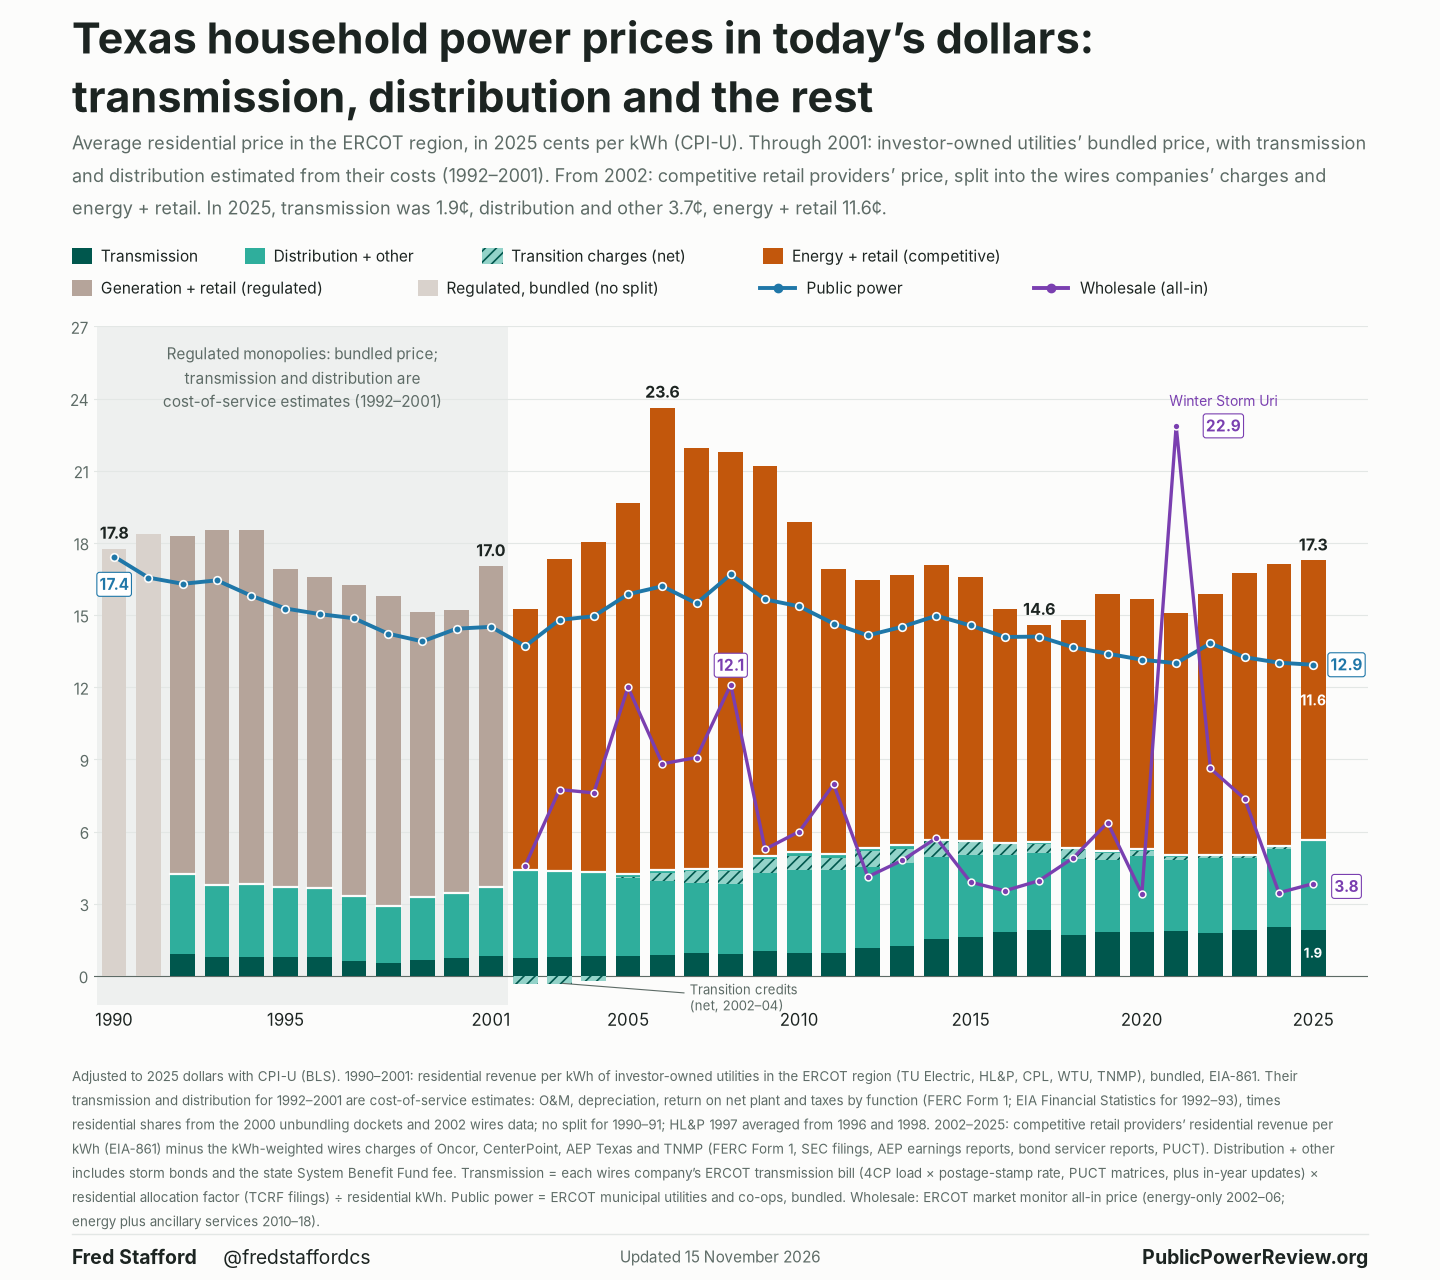 Texas household power prices in today’s dollars:
transmission, distribution and the rest
Average residential price in the ERCOT region, in 2025 cents per kWh (CPI-U). Through 2001: investor-owned utilities’ bundled price, with transmission
and distribution estimated from their costs (1992–2001). From 2002: competitive retail providers’ price, split into the wires companies’ charges and
energy + retail. In 2025, transmission was 1.9¢, distribution and other 3.7¢, energy + retail 11.6¢.
Transmission
Distribution + other
Transition charges (net)
Energy + retail (competitive)
Generation + retail (regulated)
Regulated, bundled (no split)
Public power
Wholesale (all-in)
27
Regulated monopolies: bundled price;
transmission and distribution are
cost-of-service estimates (1992–2001)
24
23.6
Winter Storm Uri
22.9
21
18
17.8
17.4
17.0
17.3
15
14.6
12.1
12.9
12
11.6
9
6
3.8
3
1.9
0
Transition credits
(net, 2002–04)
1990
1995
2001
2005
2010
2015
2020
2025
Adjusted to 2025 dollars with CPI-U (BLS). 1990–2001: residential revenue per kWh of investor-owned utilities in the ERCOT region (TU Electric, HL&P, CPL, WTU, TNMP), bundled, EIA-861. Their
transmission and distribution for 1992–2001 are cost-of-service estimates: O&M, depreciation, return on net plant and taxes by function (FERC Form 1; EIA Financial Statistics for 1992–93), times
residential shares from the 2000 unbundling dockets and 2002 wires data; no split for 1990–91; HL&P 1997 averaged from 1996 and 1998. 2002–2025: competitive retail providers’ residential revenue per
kWh (EIA-861) minus the kWh-weighted wires charges of Oncor, CenterPoint, AEP Texas and TNMP (FERC Form 1, SEC filings, AEP earnings reports, bond servicer reports, PUCT). Distribution + other
includes storm bonds and the state System Benefit Fund fee. Transmission = each wires company’s ERCOT transmission bill (4CP load × postage-stamp rate, PUCT matrices, plus in-year updates) ×
residential allocation factor (TCRF filings) ÷ residential kWh. Public power = ERCOT municipal utilities and co-ops, bundled. Wholesale: ERCOT market monitor all-in price (energy-only 2002–06;
energy plus ancillary services 2010–18).
Fred Stafford @fredstaffordcs
Updated 15 November 2026
PublicPowerReview.org